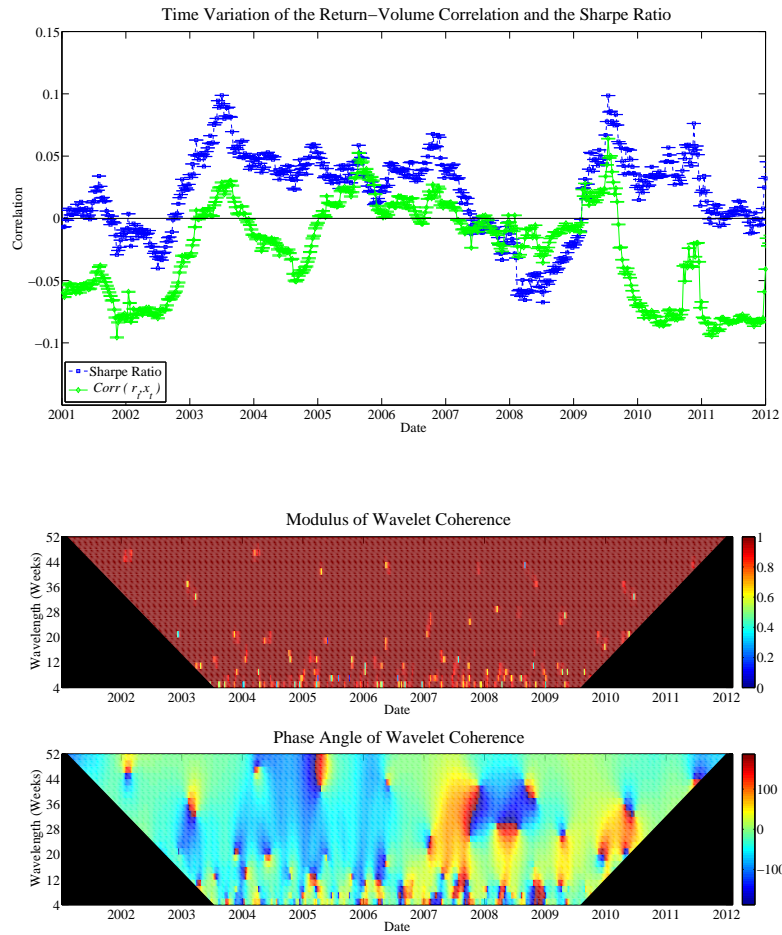 Time Variation of the Return−Volume Correlation and the Sharpe Ratio
0.15
0.1
0.05
0
−0.05
−0.1
Correlation
Sharpe Ratio
Corr ( r_t,x_t )
2001 2002 2003 2004 2005 2006 2007 2008 2009 2010 2011 2012
Date
Modulus of Wavelet Coherence
52
44
36
28
20
12
4
Wavelength (Weeks)
2002 2003 2004 2005 2006 2007 2008 2009 2010 2011 2012
Date
1
0.8
0.6
0.4
0.2
0
Phase Angle of Wavelet Coherence
52
44
36
28
20
12
4
Wavelength (Weeks)
2002 2003 2004 2005 2006 2007 2008 2009 2010 2011 2012
Date
100
0
−100